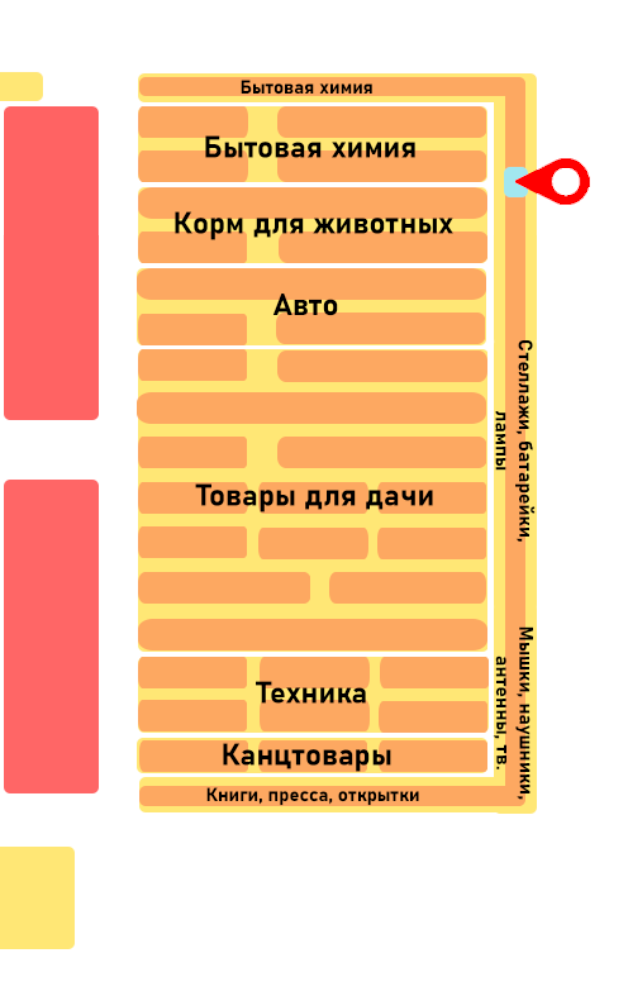 Бытовая химия
Бытовая химия
Корм для животных
Авто
Стеллажи, батарейки,
лампы
Товары для дачи
Мышки, наушники,
антенны, тв.
Техника
Канцтовары
Книги, пресса, открытки